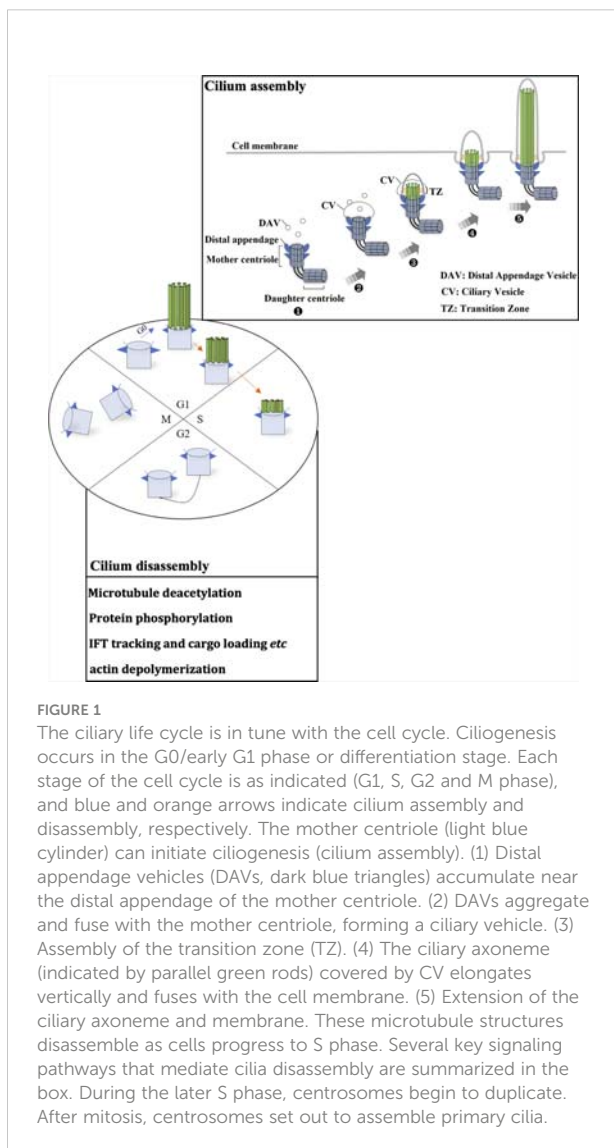 Cilium assembly
Cell membrane
CV
TZ
CV
DAV
Distal appendage
Mother centriole
Daughter centriole
❶
❷
❸
❹
❺
DAV: Distal Appendage Vesicle
CV: Ciliary Vesicle
TZ: Transition Zone
G0
G1
M S
G2
Cilium disassembly
Microtubule deacetylation
Protein phosphorylation
IFT tracking and cargo loading etc
actin depolymerization
FIGURE 1
The ciliary life cycle is in tune with the cell cycle. Ciliogenesis
occurs in the G0/early G1 phase or differentiation stage. Each
stage of the cell cycle is as indicated (G1, S, G2 and M phase),
and blue and orange arrows indicate cilium assembly and
disassembly, respectively. The mother centriole (light blue
cylinder) can initiate ciliogenesis (cilium assembly). (1) Distal
appendage vehicles (DAVs, dark blue triangles) accumulate near
the distal appendage of the mother centriole. (2) DAVs aggregate
and fuse with the mother centriole, forming a ciliary vehicle. (3)
Assembly of the transition zone (TZ). (4) The ciliary axoneme
(indicated by parallel green rods) covered by CV elongates
vertically and fuses with the cell membrane. (5) Extension of the
ciliary axoneme and membrane. These microtubule structures
disassemble as cells progress to S phase. Several key signaling
pathways that mediate cilia disassembly are summarized in the
box. During the later S phase, centrosomes begin to duplicate.
After mitosis, centrosomes set out to assemble primary cilia.